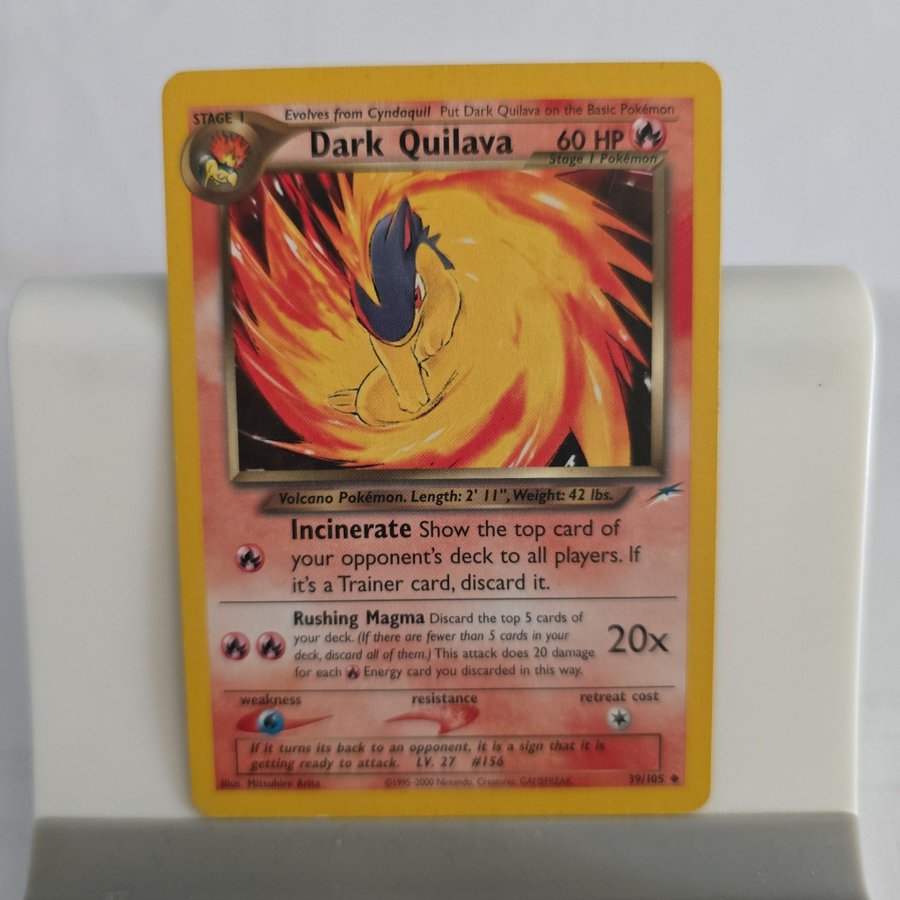 STAGE 1
Evolves from Cyndaquil Put Dark Quilava on the Basic Pokémon
Dark Quilava 60 HP
Stage 1 Pokémon
Volcano Pokémon. Length: 2' 11", Weight: 42 lbs.
Incinerate Show the top card of
your opponent's deck to all players. If
it's a Trainer card, discard it.
Rushing Magma Discard the top 5 cards of
your deck. (If there are fewer than 5 cards in your
deck, discard all of them.) This attack does 20 damage
for each Energy card you discarded in this way.
20x
weakness resistance retreat cost
If it turns its back to an opponent, it is a sign that it is
getting ready to attack. LV. 27 #156
Illus. Mitsuhiro Arita ©1995-2000 Nintendo, Creatures, GAMEFREAK. 39/105